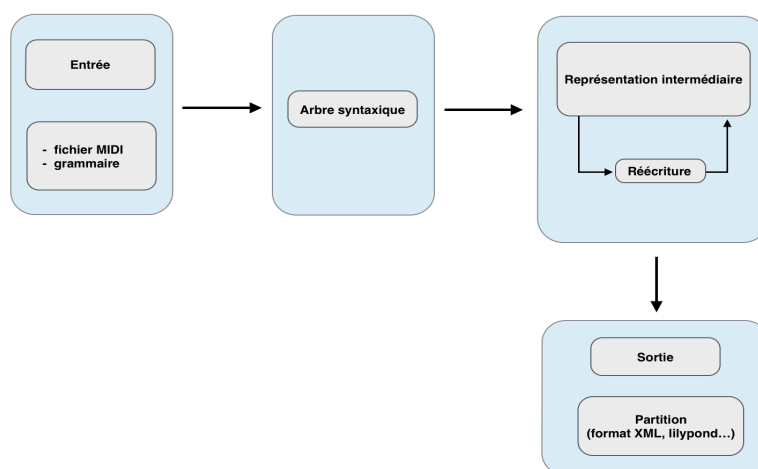 Entrée
- fichier MIDI
- grammaire
Arbre syntaxique
Représentation intermédiaire
Réécriture
Sortie
Partition
(format XML, lilypond…)